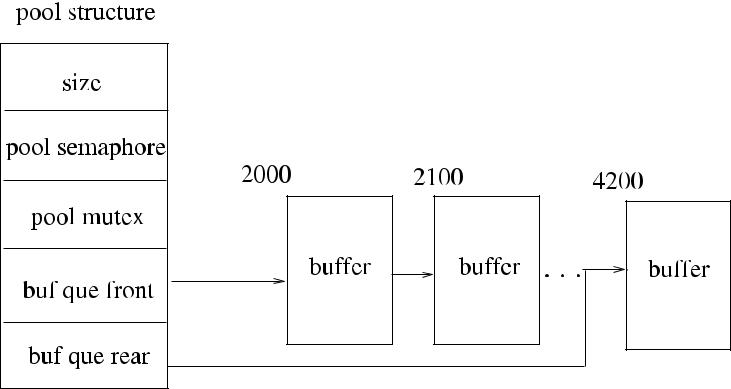 pool structure
size
pool semaphore
pool mutex
buf que front
buf que rear
2000
2100
4200
buffer
buffer
. . .
buffer